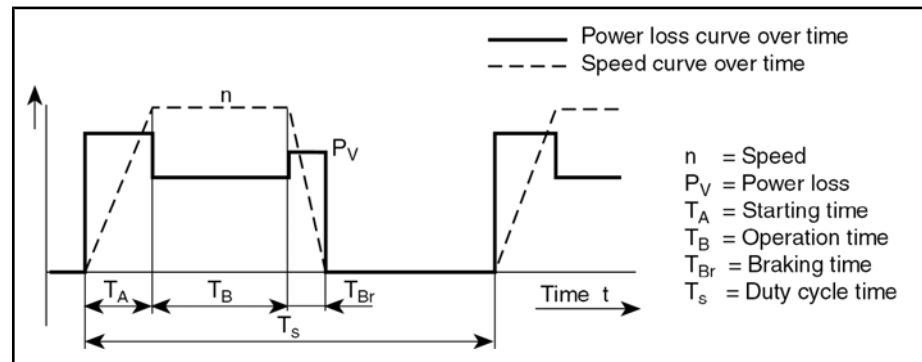 Power loss curve over time
Speed curve over time
n
P_V
n = Speed
P_V = Power loss
T_A = Starting time
T_B = Operation time
T_Br = Braking time
T_s = Duty cycle time
T_A T_B T_Br Time t
T_s